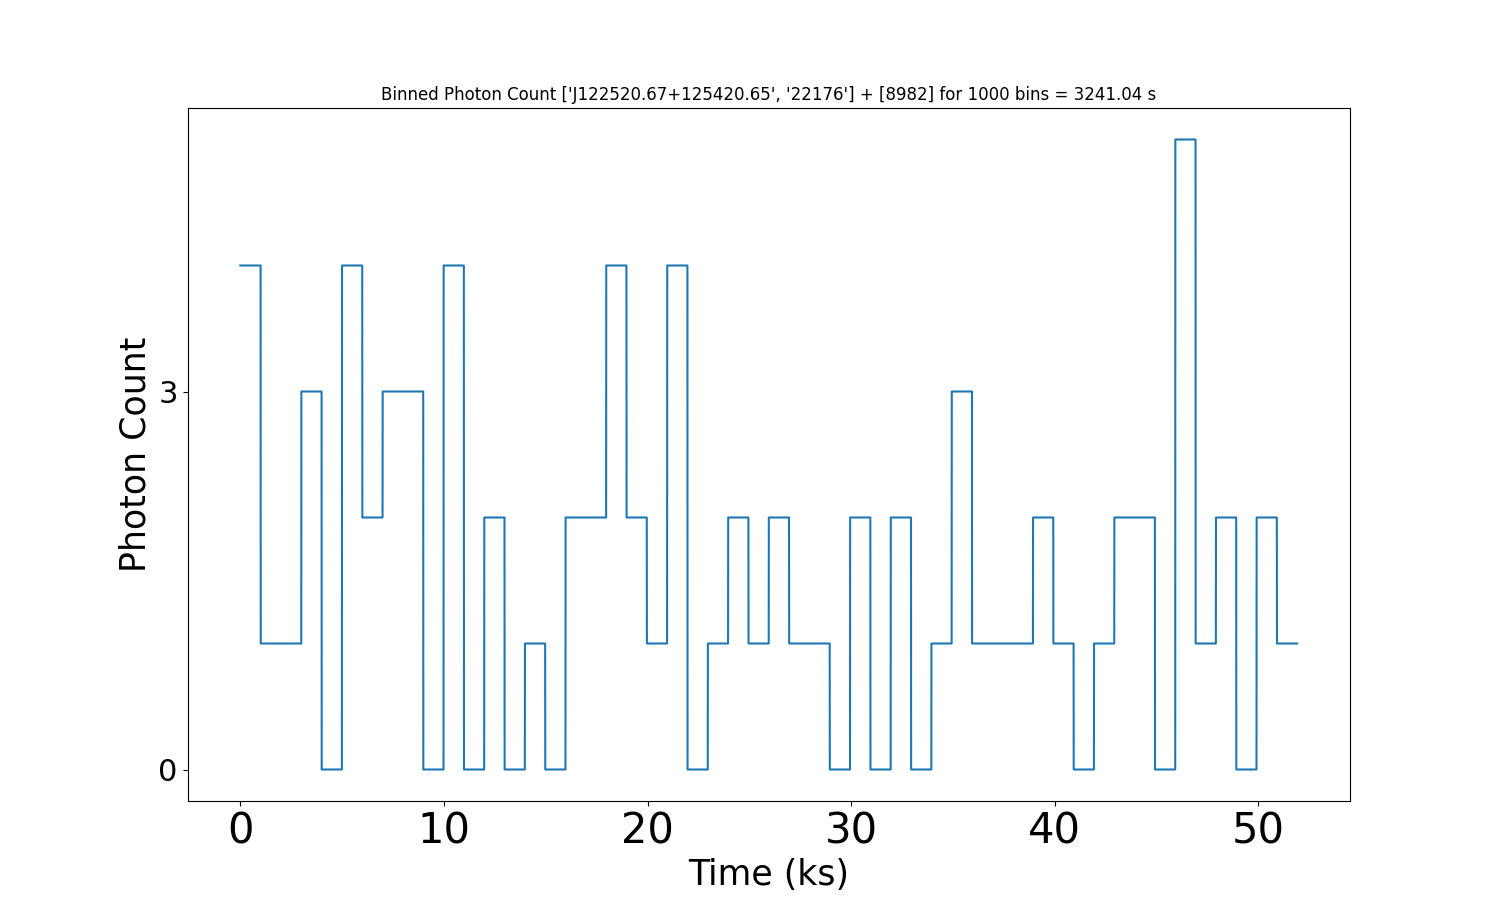 Binned Photon Count ['J122520.67+125420.65', '22176'] + [8982] for 1000 bins = 3241.04 s
Photon Count
3
0
0 10 20 30 40 50
Time (ks)